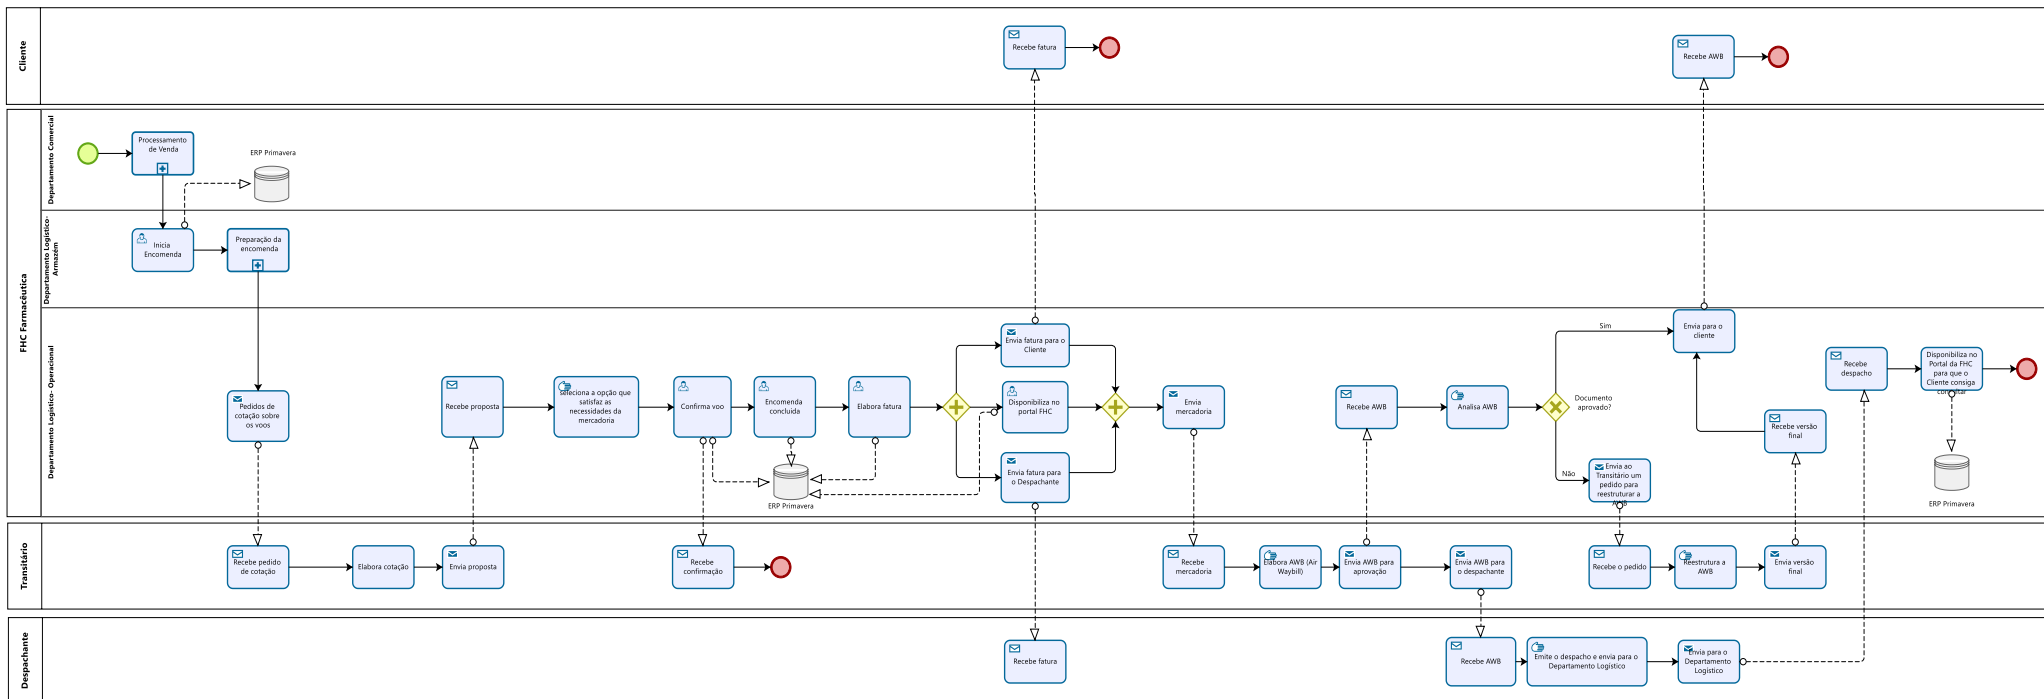 Cliente
Recebe fatura
Recebe AWB
FHC Farmacêutica
Departamento Comercial
Processamento
de Venda
ERP Primavera
Departamento Logístico-
Armazém
Inicia
Encomenda
Preparação da
encomenda
Departamento Logístico- Operacional
Pedidos de
cotação sobre
os voos
Recebe proposta
seleciona a opção que
satisfaz as
necessidades da
mercadoria
Confirma voo
Encomenda
concluida
Elabora fatura
ERP Primavera
Envia fatura para o
Cliente
Disponibiliza no
portal FHC
Envia fatura para
o Despachante
Envia
mercadoria
Recebe AWB
Analisa AWB
Documento
aprovado?
Sim
Não
Envia para o
cliente
Envia ao
Transitário um
pedido para
reestruturar a
AWB
Recebe versão
final
Recebe
despacho
Disponibiliza no
Portal da FHC
para que o
Cliente consiga
consultar
ERP Primavera
Transitário
Recebe pedido
de cotação
Elabora cotação
Envia proposta
Recebe
confirmação
Recebe
mercadoria
Elabora AWB (Air
Waybill)
Envia AWB para
aprovação
Envia AWB para
o despachante
Recebe o pedido
Reestrutura a
AWB
Envia versão
final
Despachante
Recebe fatura
Recebe AWB
Emite o despacho e envia para o
Departamento Logístico
Envia para o
Departamento
Logístico